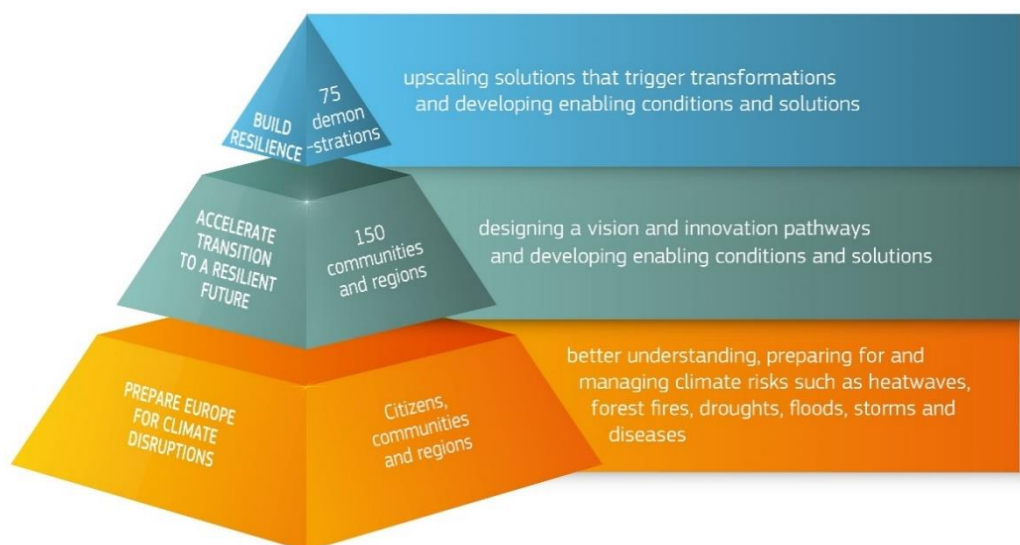 BUILD
RESILIENCE
75
demon
-strations
upscaling solutions that trigger transformations
and developing enabling conditions and solutions
ACCELERATE
TRANSITION
TO A RESILIENT
FUTURE
150
communities
and regions
designing a vision and innovation pathways
and developing enabling conditions and solutions
PREPARE EUROPE
FOR CLIMATE
DISRUPTIONS
Citizens,
communities
and regions
better understanding, preparing for and
managing climate risks such as heatwaves,
forest fires, droughts, floods, storms and
diseases